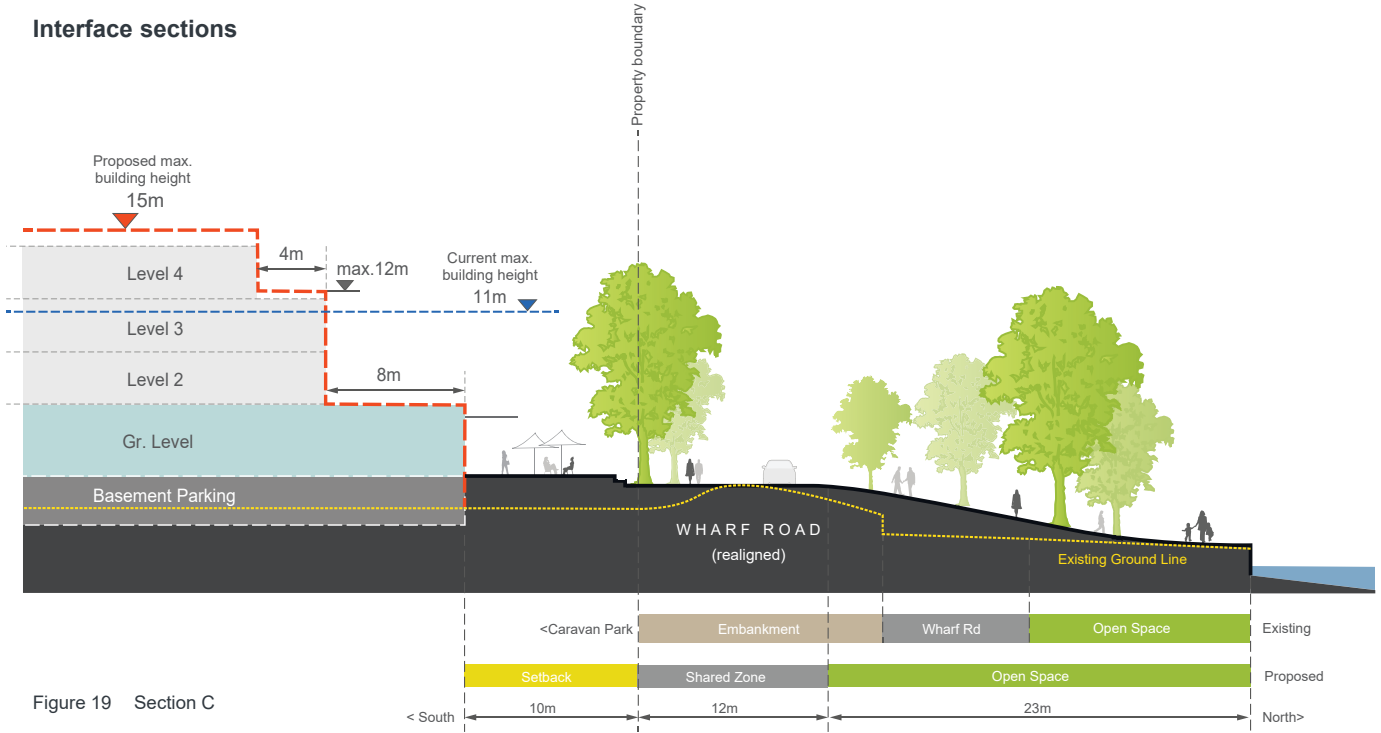 Interface sections
Property boundary
Proposed max.
building height
15m
4m
max.12m
Current max.
building height
11m
Level 4
Level 3
Level 2
8m
Gr. Level
Basement Parking
WHARF ROAD
(realigned)
Existing Ground Line
<Caravan Park
Embankment
Wharf Rd
Open Space
Existing
Setback
Shared Zone
Open Space
Proposed
Figure 19 Section C
< South
10m
12m
23m
North>